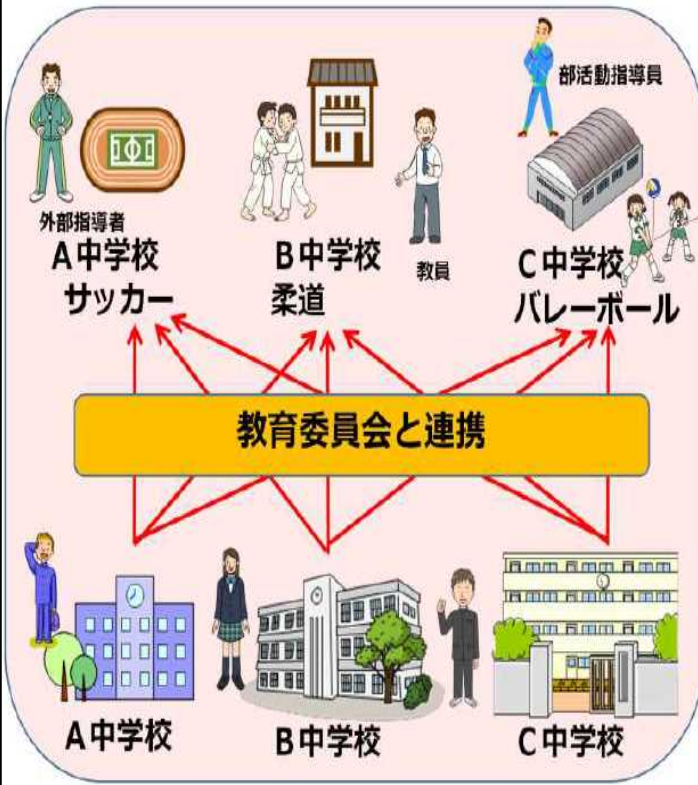 部活動指導員
外部指導者
A中学校
サッカー
B中学校
柔道
教員
C中学校
バレーボール
教育委員会と連携
A中学校
B中学校
C中学校